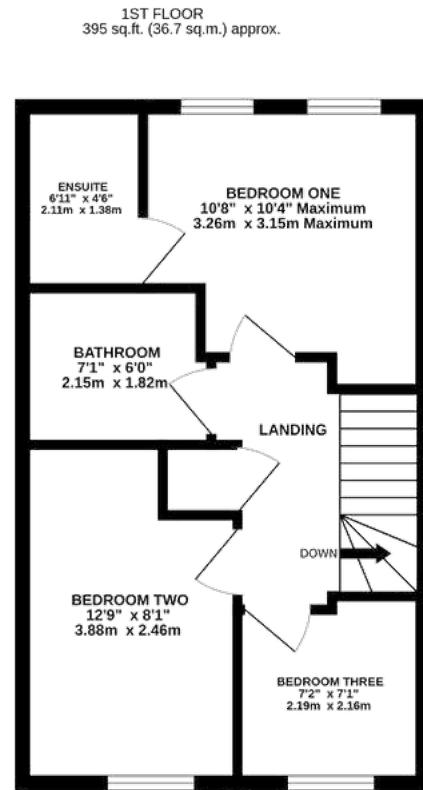 1ST FLOOR
395 sq.ft. (36.7 sq.m.) approx.
ENSUITE
6'11" x 4'6"
2.11m x 1.38m
BEDROOM ONE
10'8" x 10'4" Maximum
3.26m x 3.15m Maximum
BATHROOM
7'1" x 6'0"
2.15m x 1.82m
LANDING
DOWN
BEDROOM TWO
12'9" x 8'1"
3.88m x 2.46m
BEDROOM THREE
7'2" x 7'1"
2.19m x 2.16m